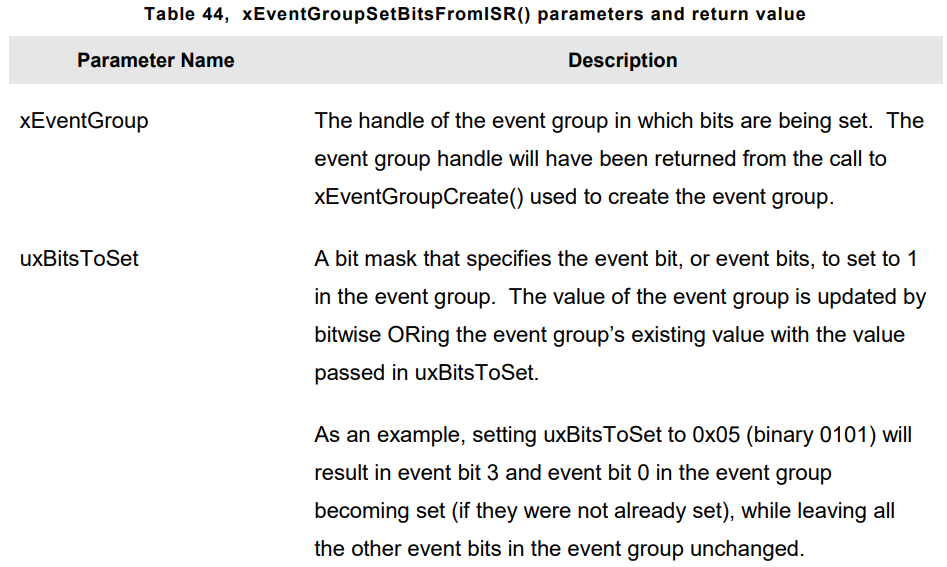 Table 44, xEventGroupSetBitsFromISR() parameters and return value
Parameter Name Description
xEventGroup The handle of the event group in which bits are being set. The
event group handle will have been returned from the call to
xEventGroupCreate() used to create the event group.
uxBitsToSet A bit mask that specifies the event bit, or event bits, to set to 1
in the event group. The value of the event group is updated by
bitwise ORing the event group’s existing value with the value
passed in uxBitsToSet.
As an example, setting uxBitsToSet to 0x05 (binary 0101) will
result in event bit 3 and event bit 0 in the event group
becoming set (if they were not already set), while leaving all
the other event bits in the event group unchanged.